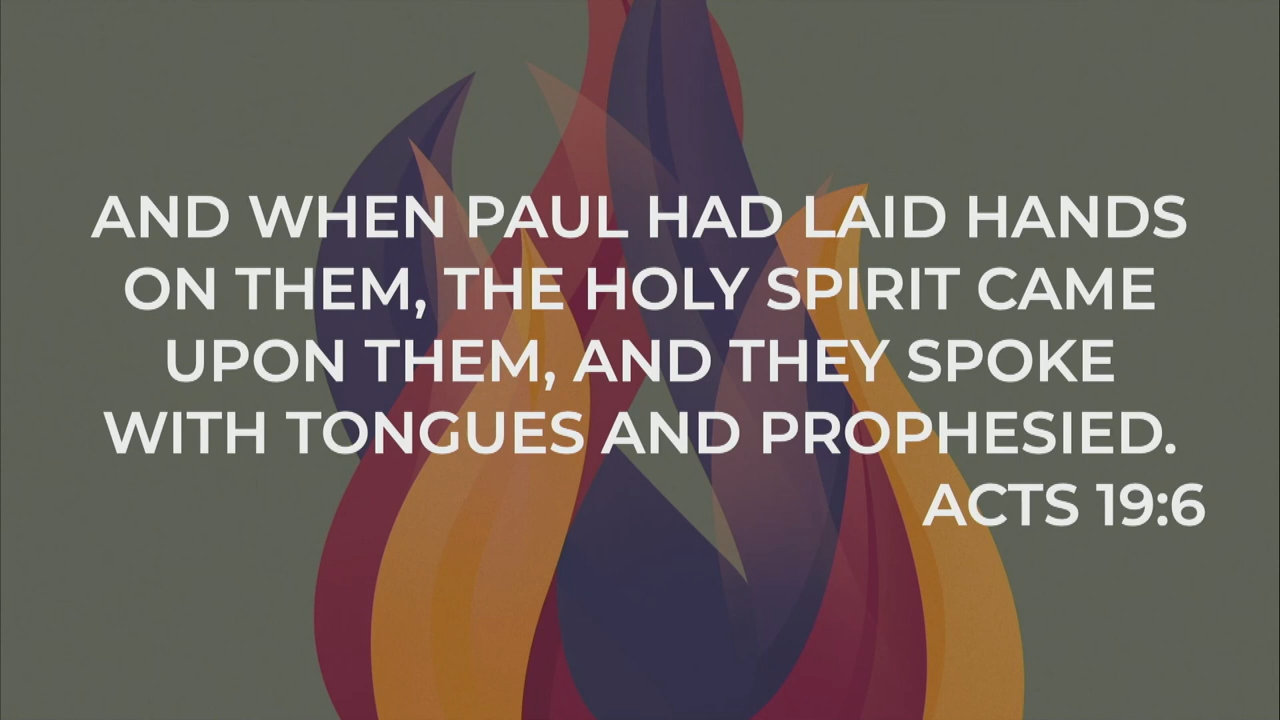 AND WHEN PAUL HAD LAID HANDS
ON THEM, THE HOLY SPIRIT CAME
UPON THEM, AND THEY SPOKE
WITH TONGUES AND PROPHESIED.
ACTS 19:6